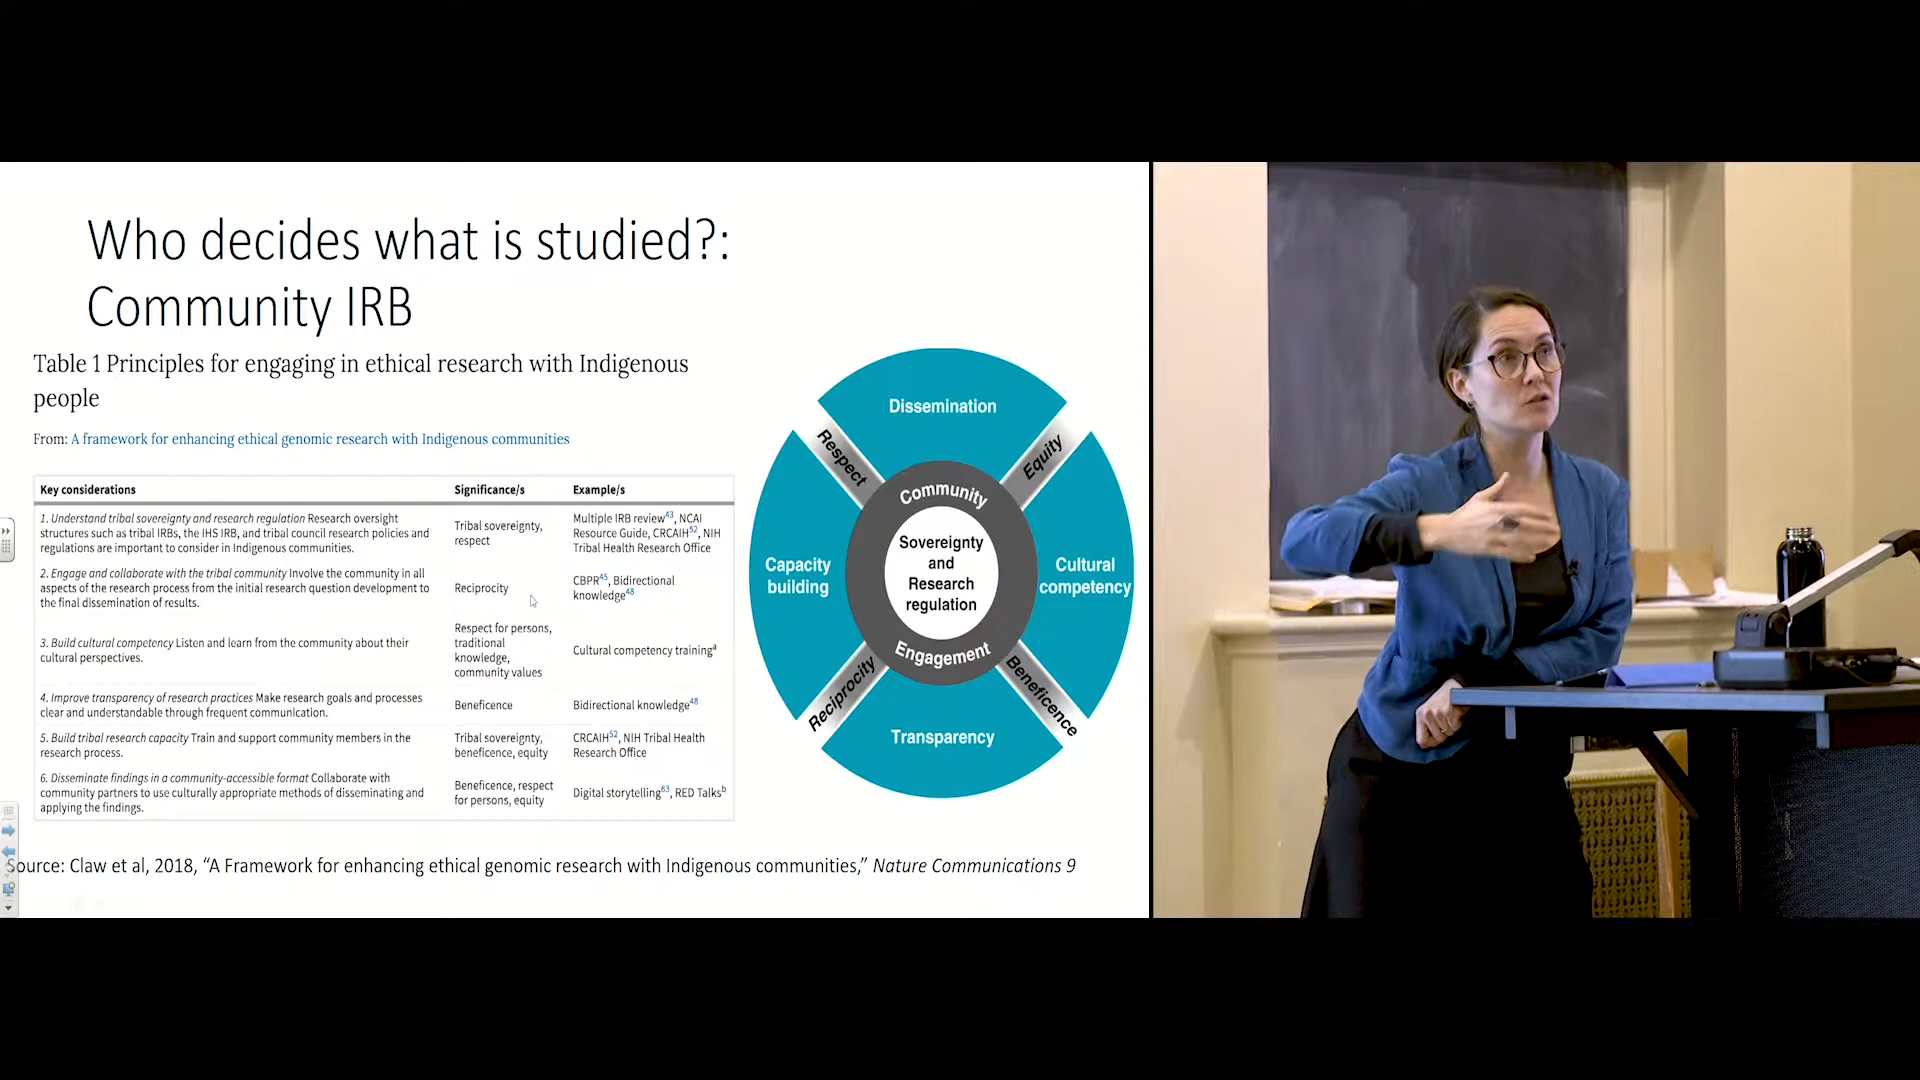 Who decides what is studied?:
Community IRB
Table 1 Principles for engaging in ethical research with Indigenous
people
From: A framework for enhancing ethical genomic research with Indigenous communities
Key considerations Significance/s Example/s
1. Understand tribal sovereignty and research regulation Research oversight
structures such as tribal IRBs, the IHS IRB, and tribal council research policies and
regulations are important to consider in Indigenous communities.
Tribal sovereignty,
respect
Multiple IRB review43, NCAI
Resource Guide, CRCAIH52, NIH
Tribal Health Research Office
2. Engage and collaborate with the tribal community Involve the community in all
aspects of the research process from the initial research question development to
the final dissemination of results.
Reciprocity
CBPR45, Bidirectional
knowledge48
3. Build cultural competency Listen and learn from the community about their
cultural perspectives.
Respect for persons,
traditional
knowledge,
community values
Cultural competency traininga
4. Improve transparency of research practices Make research goals and processes
clear and understandable through frequent communication.
Beneficence
Bidirectional knowledge48
5. Build tribal research capacity Train and support community members in the
research process.
Tribal sovereignty,
beneficence, equity
CRCAIH52, NIH Tribal Health
Research Office
6. Disseminate findings in a community-accessible format Collaborate with
community partners to use culturally appropriate methods of disseminating and
applying the findings.
Beneficence, respect
for persons, equity
Digital storytelling63, RED Talksb
Dissemination
Respect
Equity
Community
Sovereignty
and
Research
regulation
Capacity
building
Cultural
competency
Engagement
Reciprocity
Beneficence
Transparency
Source: Claw et al, 2018, “A Framework for enhancing ethical genomic research with Indigenous communities,” Nature Communications 9